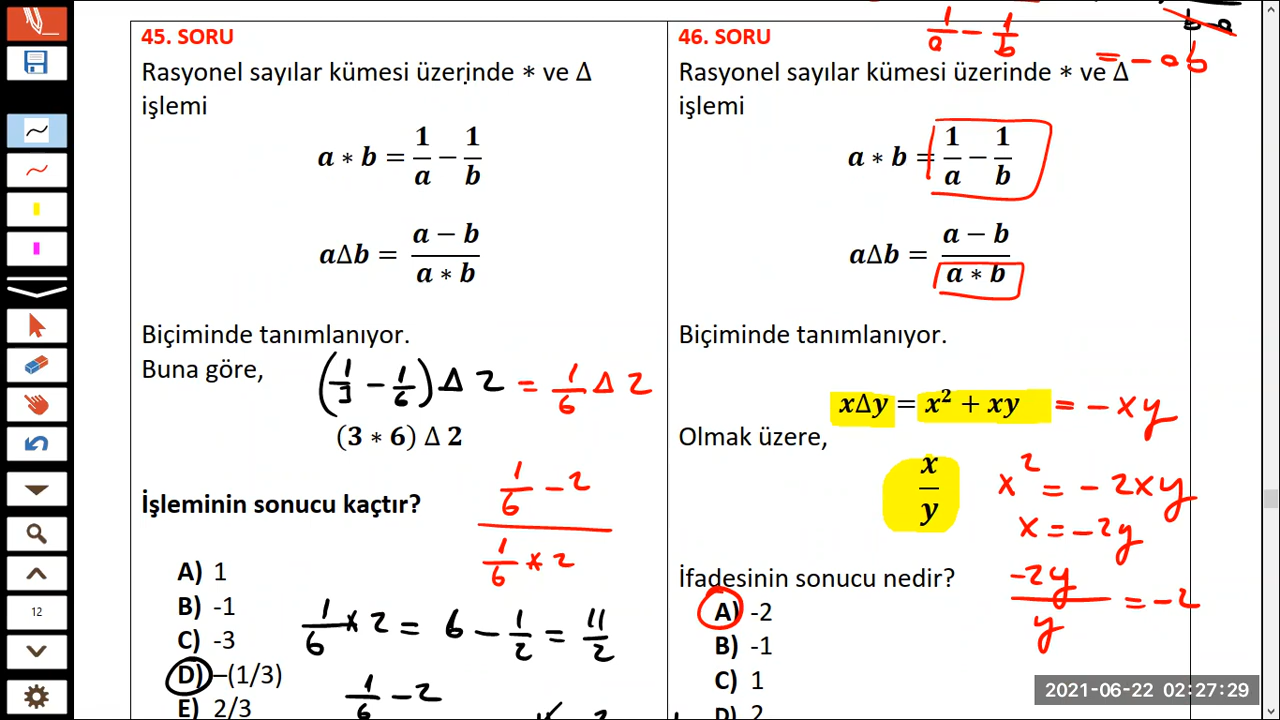 45. SORU
Rasyonel sayılar kümesi üzerinde * ve Δ
işlemi
a * b = 1/a − 1/b
aΔb = (a − b)/(a * b)
Biçiminde tanımlanıyor.
Buna göre,
(1/3 − 1/6) Δ 2 = 1/6 Δ 2
(3 * 6) Δ 2
1/6 − 2
1/6 * 2
İşleminin sonucu kaçtır?
A) 1
B) -1
C) -3
D) –(1/3)
E) 2/3
1/6 * 2 = 6 − 1/2 = 11/2
1/6 − 2
1/a − 1/b
= − ab
46. SORU
Rasyonel sayılar kümesi üzerinde * ve Δ
işlemi
a * b = 1/a − 1/b
aΔb = (a − b)/(a * b)
Biçiminde tanımlanıyor.
xΔy = x² + xy = − xy
Olmak üzere,
x/y
x² = − 2xy
x = −2y
−2y/y = −2
İfadesinin sonucu nedir?
A) -2
B) -1
C) 1
D) 2
12
2021-06-22 02:27:29